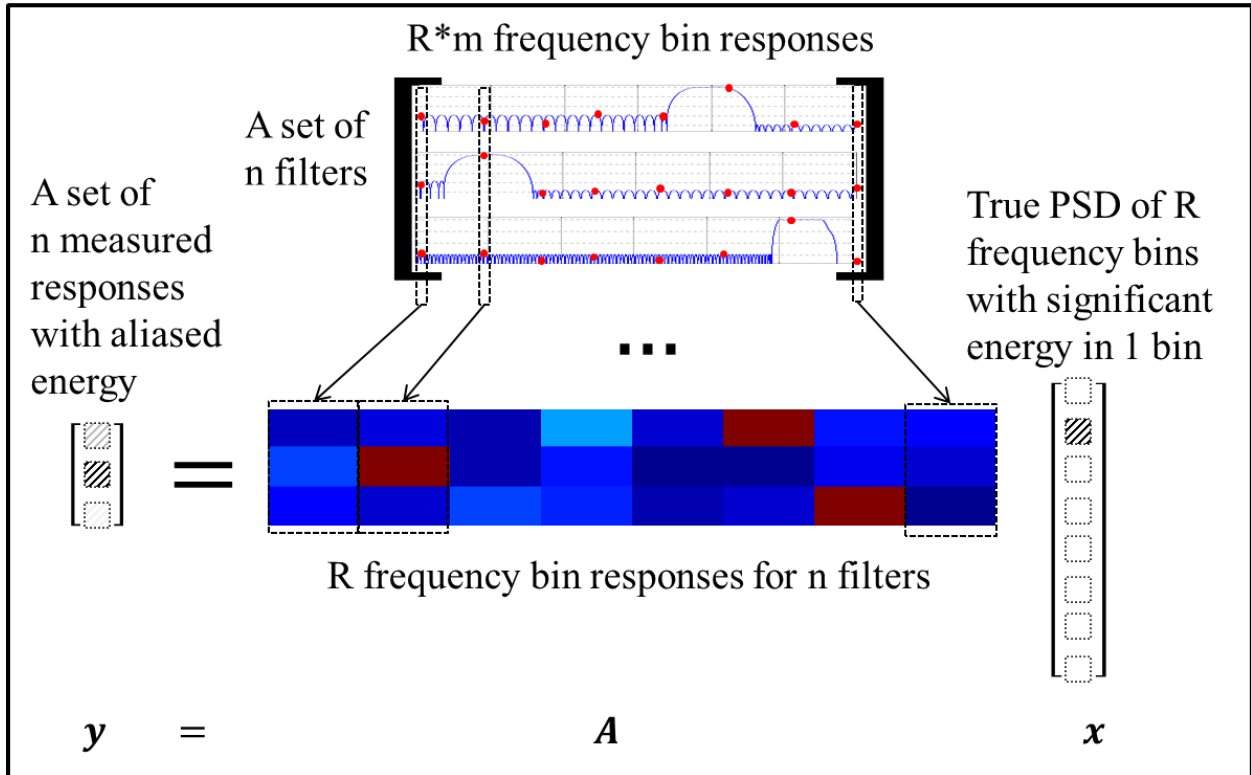 R*m frequency bin responses
A set of
n filters
A set of
n measured
responses
with aliased
energy
True PSD of R
frequency bins
with significant
energy in 1 bin
...
=
R frequency bin responses for n filters
y = A x